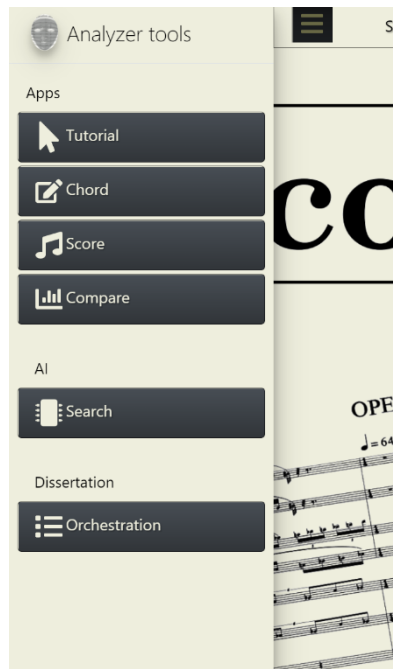 Analyzer tools
Apps
Tutorial
Chord
Score
Compare
AI
Search
Dissertation
Orchestration
S
co
OPE
♩= 64